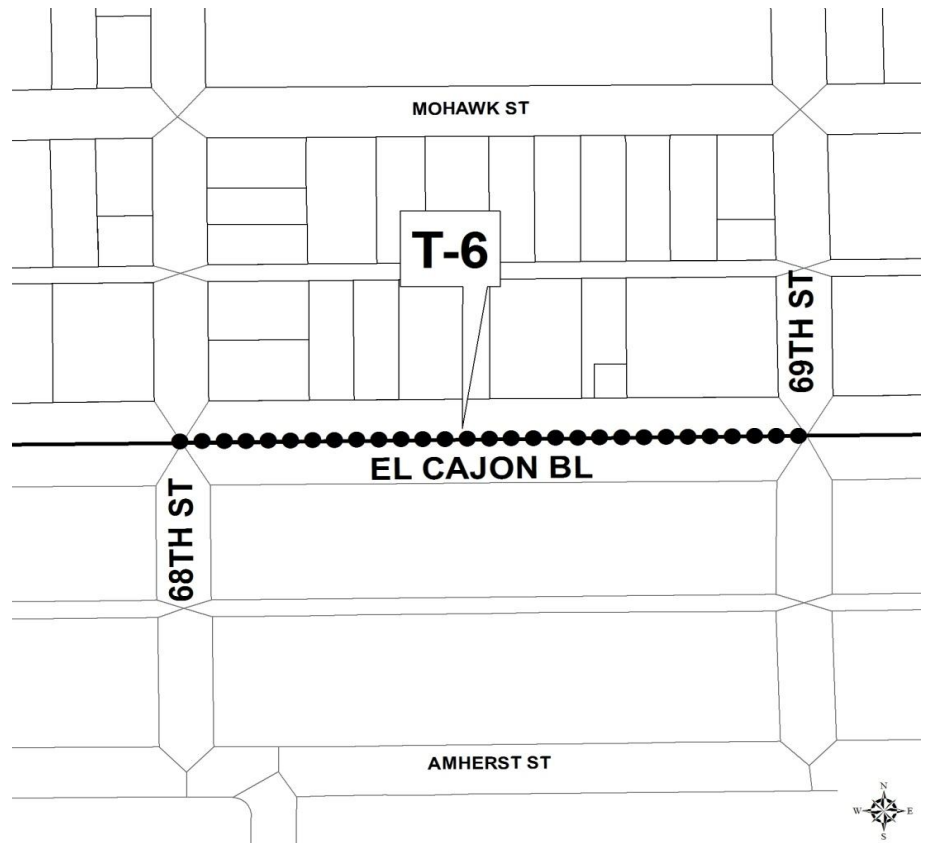 MOHAWK ST
T-6
69TH ST
EL CAJON BL
68TH ST
AMHERST ST
N
W
E
S